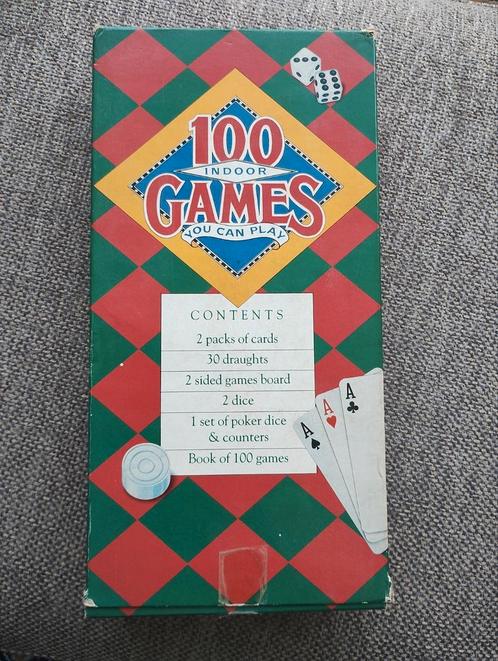 100
INDOOR
GAMES
YOU CAN PLAY
CONTENTS
2 packs of cards
30 draughts
2 sided games board
2 dice
1 set of poker dice
& counters
Book of 100 games
A
A
A